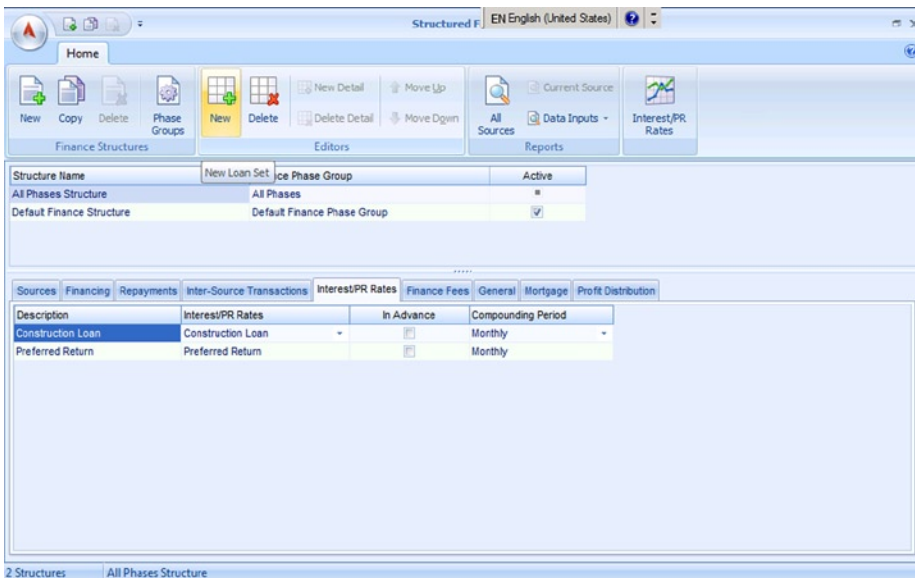 Structured F
EN English (United States)
Home
New
Copy
Delete
Phase Groups
Finance Structures
New
Delete
New Detail
Delete Detail
Move Up
Move Down
Editors
All Sources
Current Source
Data Inputs
Reports
Interest/PR Rates
New Loan Set
Structure Name ce Phase Group Active
All Phases Structure All Phases
Default Finance Structure Default Finance Phase Group
Sources Financing Repayments Inter-Source Transactions Interest/PR Rates Finance Fees General Mortgage Profit Distribution
Description Interest/PR Rates In Advance Compounding Period
Construction Loan Construction Loan Monthly
Preferred Return Preferred Return Monthly
2 Structures All Phases Structure